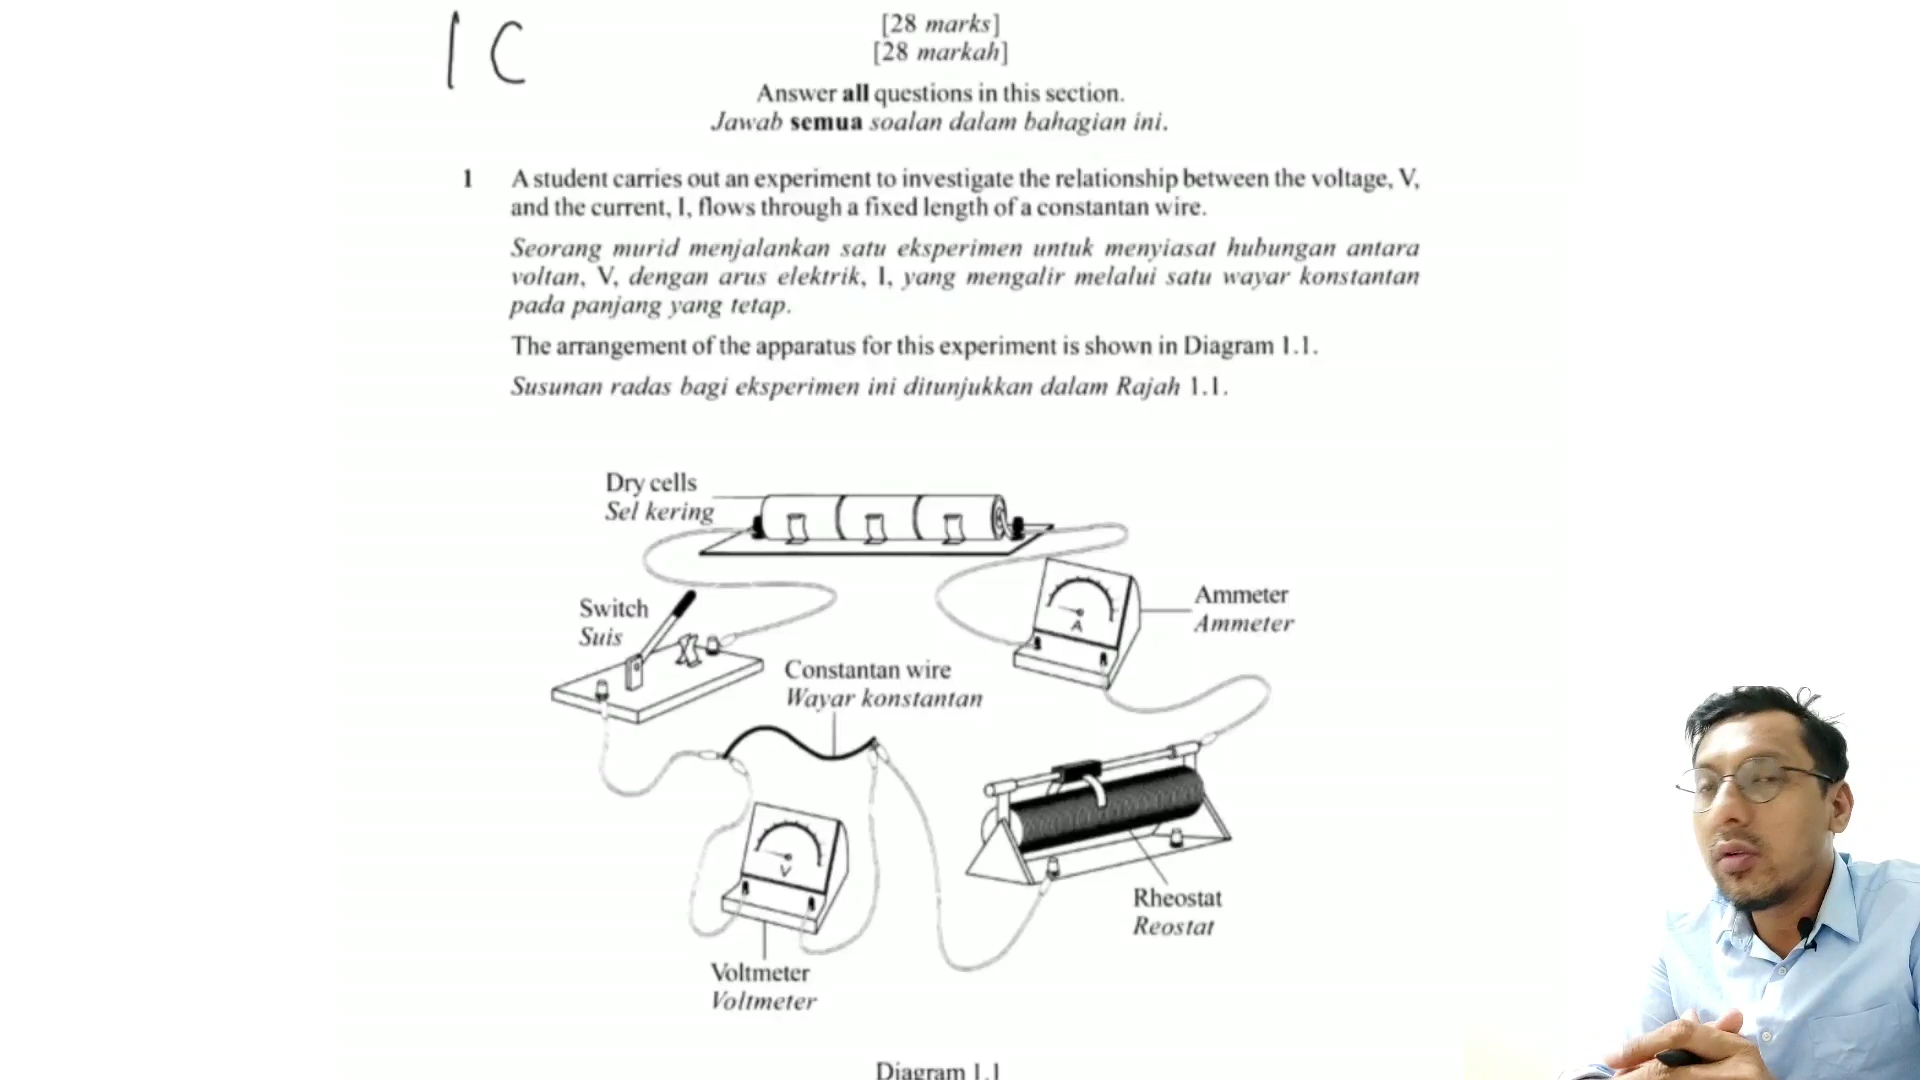 1 C
[28 marks]
[28 markah]
Answer all questions in this section.
Jawab semua soalan dalam bahagian ini.
1 A student carries out an experiment to investigate the relationship between the voltage, V,
and the current, I, flows through a fixed length of a constantan wire.
Seorang murid menjalankan satu eksperimen untuk menyiasat hubungan antara
voltan, V, dengan arus elektrik, I, yang mengalir melalui satu wayar konstantan
pada panjang yang tetap.
The arrangement of the apparatus for this experiment is shown in Diagram 1.1.
Susunan radas bagi eksperimen ini ditunjukkan dalam Rajah 1.1.
Dry cells
Sel kering
Switch
Suis
A
Ammeter
Ammeter
Constantan wire
Wayar konstantan
V
Rheostat
Reostat
Voltmeter
Voltmeter
Diagram 1.1